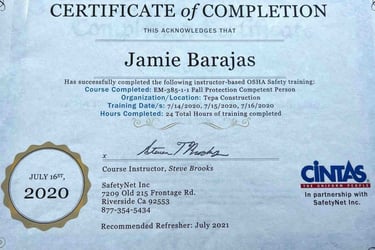 CERTIFICATE of COMPLETION
THIS ACKNOWLEDGES THAT
Jamie Barajas
Has successfully completed the following instructor-based OSHA Safety training:
Course Completed: EM-385-1-1 Fall Protection Competent Person
Organization/Location: Tepa Construction
Training Date/s: 7/14/2020, 7/15/2020, 7/16/2020
Hours Completed: 24 Total Hours of training completed
x Steven T Brooks
Course Instructor, Steve Brooks
JULY 16ST,
2020
SafetyNet Inc
7209 Old 215 Frontage Rd.
Riverside Ca 92553
877-354-5434
Recommended Refresher: July 2021
CINTAS
THE UNIFORM PEOPLE
In partnership with
SafetyNet Inc.